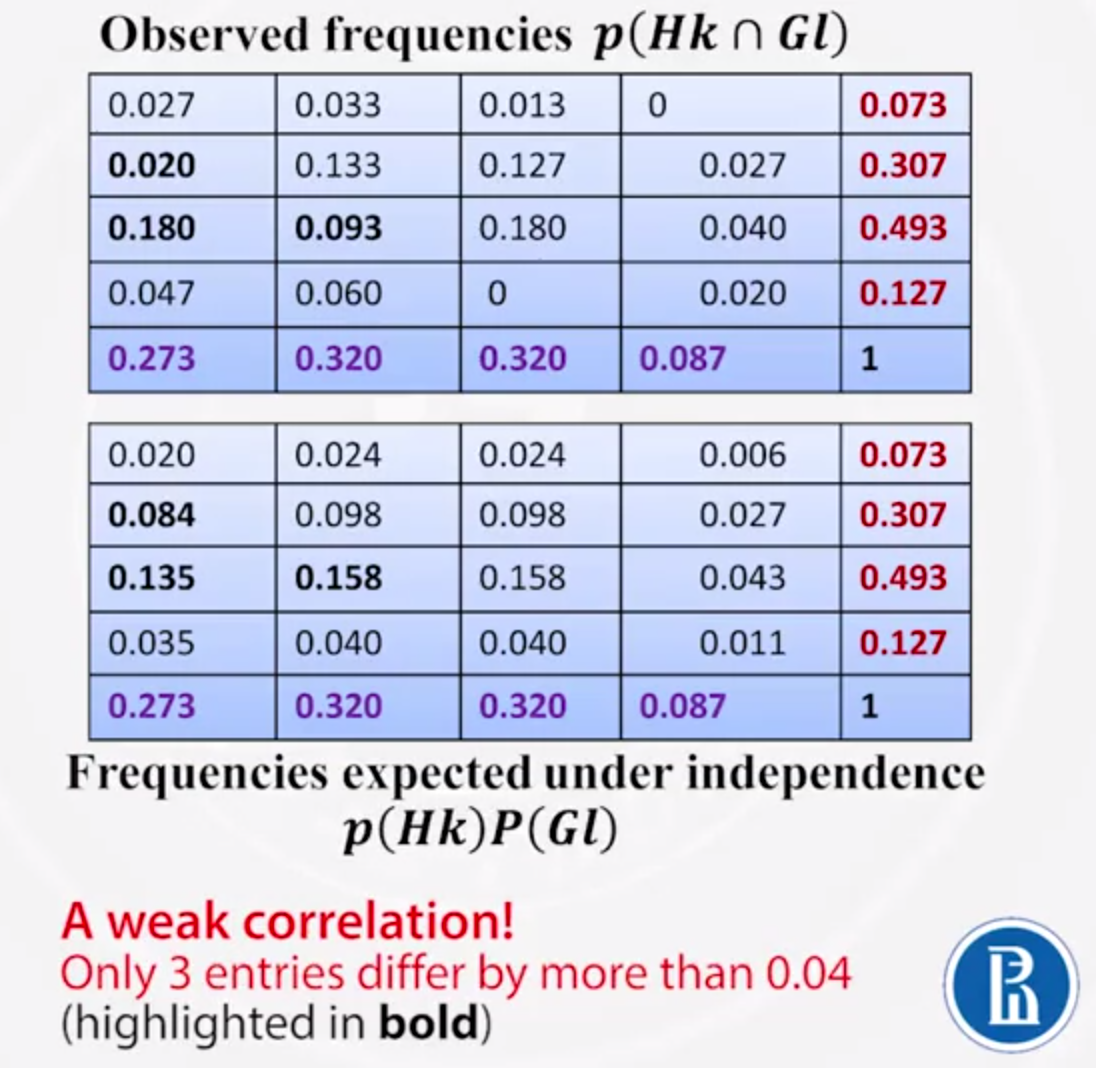 Observed frequencies p(Hk ∩ Gl)
0.027 0.033 0.013 0 0.073
0.020 0.133 0.127 0.027 0.307
0.180 0.093 0.180 0.040 0.493
0.047 0.060 0 0.020 0.127
0.273 0.320 0.320 0.087 1
0.020 0.024 0.024 0.006 0.073
0.084 0.098 0.098 0.027 0.307
0.135 0.158 0.158 0.043 0.493
0.035 0.040 0.040 0.011 0.127
0.273 0.320 0.320 0.087 1
Frequencies expected under independence
p(Hk)P(Gl)
A weak correlation!
Only 3 entries differ by more than 0.04
(highlighted in bold)